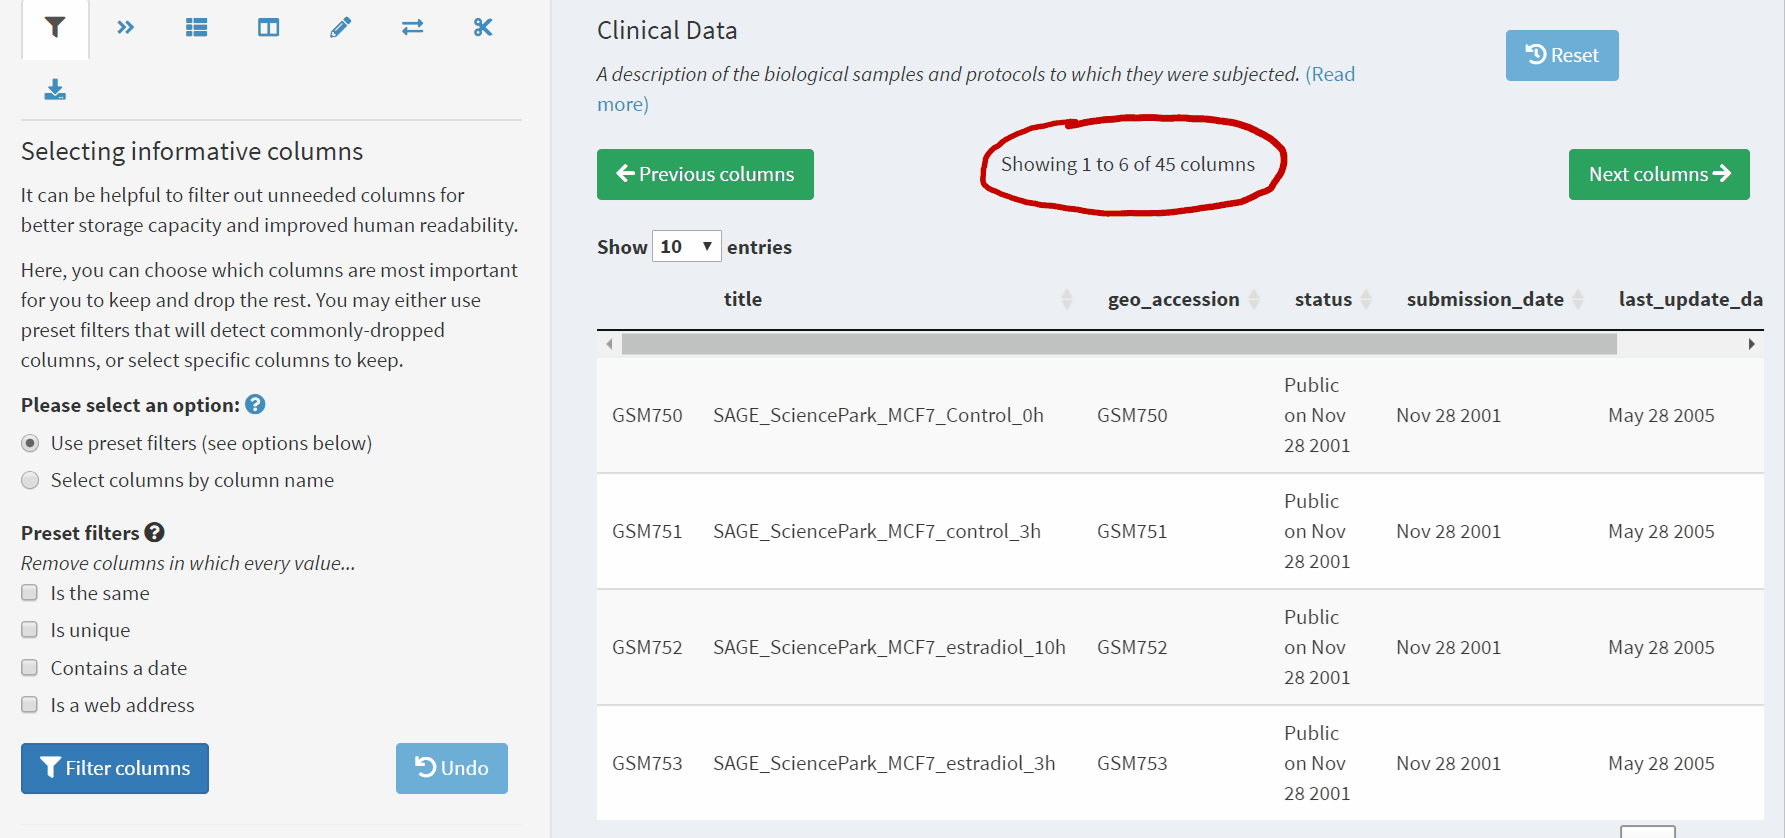 Selecting informative columns
It can be helpful to filter out unneeded columns for
better storage capacity and improved human readability.
Here, you can choose which columns are most important
for you to keep and drop the rest. You may either use
preset filters that will detect commonly-dropped
columns, or select specific columns to keep.
Please select an option: ?
Use preset filters (see options below)
Select columns by column name
Preset filters ?
Remove columns in which every value...
Is the same
Is unique
Contains a date
Is a web address
Filter columns Undo
Clinical Data
Reset
A description of the biological samples and protocols to which they were subjected. (Read
more)
Previous columns Showing 1 to 6 of 45 columns Next columns
Show 10 entries
title geo_accession status submission_date last_update_da
GSM750 SAGE_SciencePark_MCF7_Control_0h GSM750 Public on Nov 28 2001 Nov 28 2001 May 28 2005
GSM751 SAGE_SciencePark_MCF7_control_3h GSM751 Public on Nov 28 2001 Nov 28 2001 May 28 2005
GSM752 SAGE_SciencePark_MCF7_estradiol_10h GSM752 Public on Nov 28 2001 Nov 28 2001 May 28 2005
GSM753 SAGE_SciencePark_MCF7_estradiol_3h GSM753 Public on Nov 28 2001 Nov 28 2001 May 28 2005